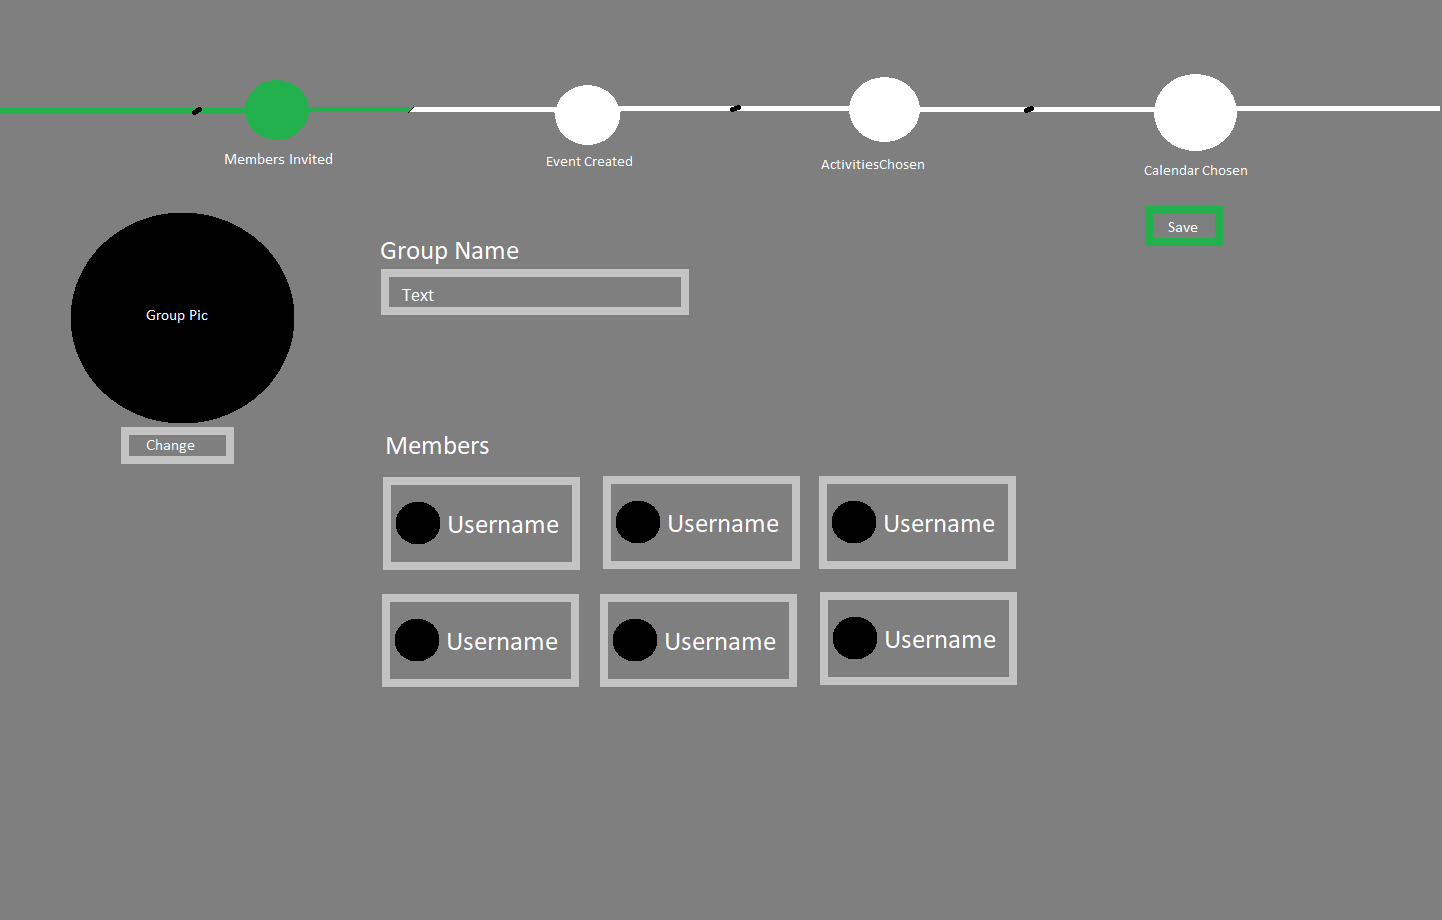 Members Invited
Event Created
ActivitiesChosen
Calendar Chosen
Save
Group Name
Text
Group Pic
Change
Members
Username
Username
Username
Username
Username
Username